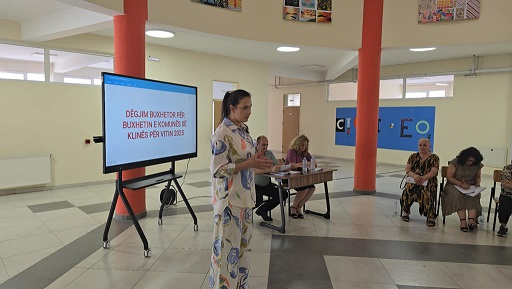 DËGJIM BUXHETOR PËR
BUXHETIN E KOMUNËS SË
KLINËS PËR VITIN 2025